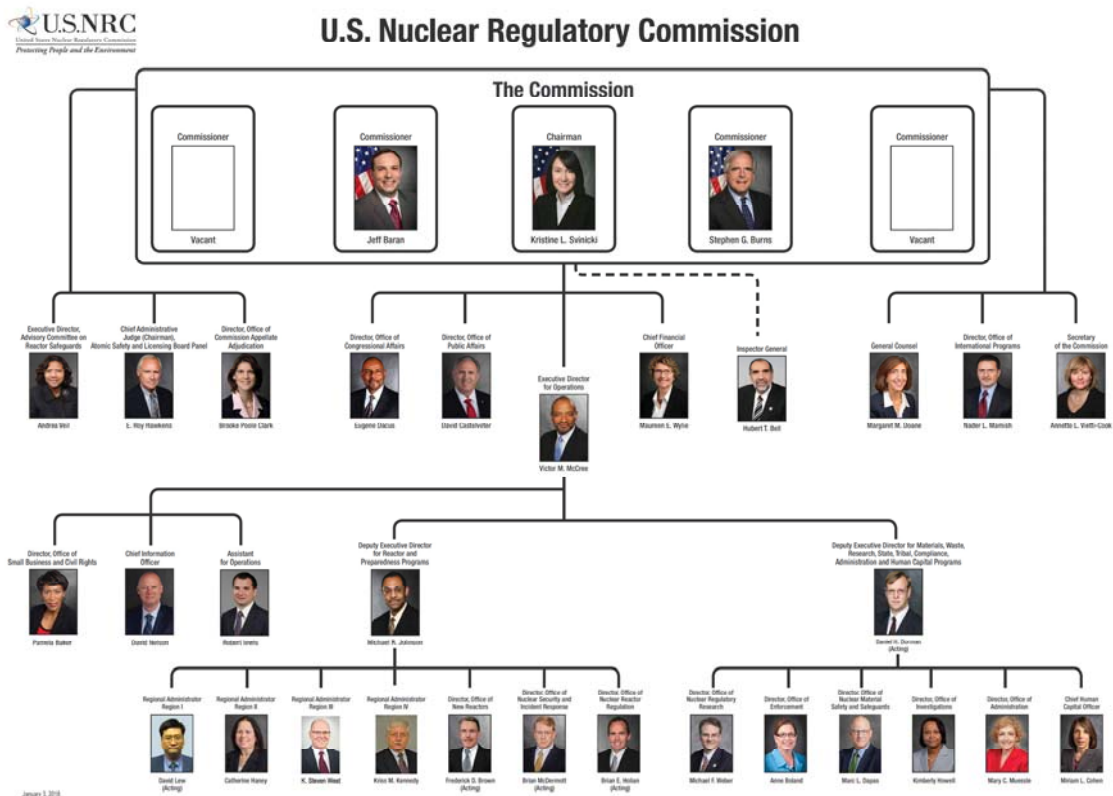 U.S.NRC
United States Nuclear Regulatory Commission
Protecting People and the Environment
U.S. Nuclear Regulatory Commission
The Commission
Commissioner
Vacant
Commissioner
Jeff Baran
Chairman
Kristine L. Svinicki
Commissioner
Stephen G. Burns
Commissioner
Vacant
Executive Director,
Advisory Committee on
Reactor Safeguards
Andrea Veil
Chief Administrative
Judge (Chairman),
Atomic Safety and Licensing Board Panel
E. Roy Hawkens
Director, Office of
Commission Appellate
Adjudication
Brooke Poole Clark
Director, Office of
Congressional Affairs
Eugene Dacus
Director, Office of
Public Affairs
David Castelveter
Executive Director
for Operations
Victor M. McCree
Chief Financial
Officer
Maureen E. Wylie
Inspector General
Hubert T. Bell
General Counsel
Margaret M. Doane
Director, Office of
International Programs
Nader L. Mamish
Secretary
of the Commission
Annette L. Vietti-Cook
Director, Office of
Small Business and Civil Rights
Pamela Baker
Chief Information
Officer
David Nelson
Assistant
for Operations
Robert
Deputy Executive Director
for Reactor and
Preparedness Programs
Michael R. Johnson
Deputy Executive Director for Materials, Waste,
Research, State, Tribal, Compliance,
Administration and Human Capital Programs
Daniel H. Dorman
(Acting)
Regional Administrator
Region I
David Lew
(Acting)
Regional Administrator
Region II
Catherine Haney
Regional Administrator
Region III
K. Steven West
Regional Administrator
Region IV
Kriss M. Kennedy
Director, Office of
New Reactors
Frederick D. Brown
(Acting)
Director, Office of
Nuclear Security and
Incident Response
Brian McDermott
(Acting)
Director, Office of
Nuclear Reactor
Regulation
Brian E. Holian
(Acting)
Director, Office of
Nuclear Regulatory
Research
Michael F. Weber
Director, Office of
Enforcement
Anne Boland
Director, Office of
Nuclear Material
Safety and Safeguards
Marc L. Dapas
Director, Office of
Investigations
Kimberly Howell
Director, Office of
Administration
Mary C. Muessle
Chief Human
Capital Officer
Miriam L. Cohen